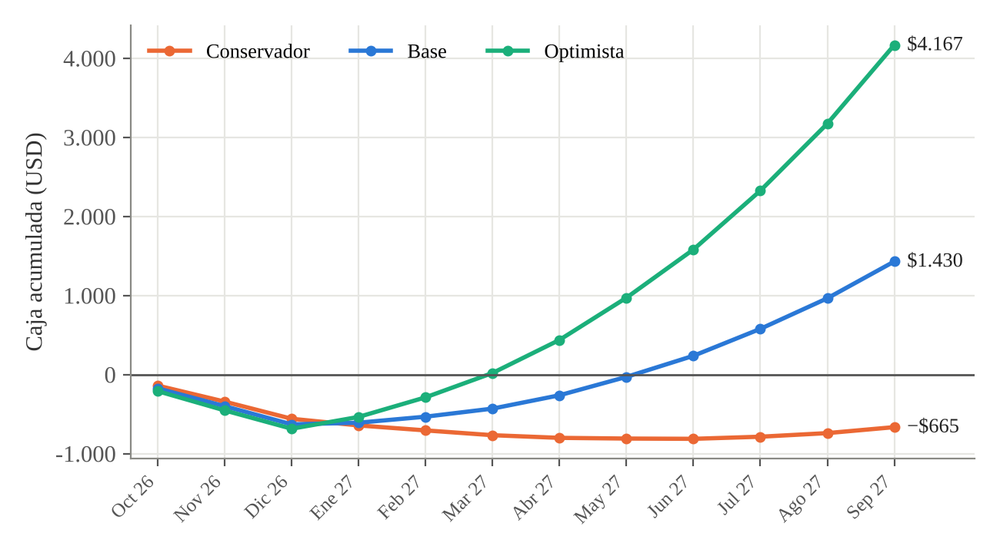 Conservador Base Optimista
$4.167
$1.430
−$665
Caja acumulada (USD)
4.000
3.000
2.000
1.000
0
-1.000
Oct 26
Nov 26
Dic 26
Ene 27
Feb 27
Mar 27
Abr 27
May 27
Jun 27
Jul 27
Ago 27
Sep 27